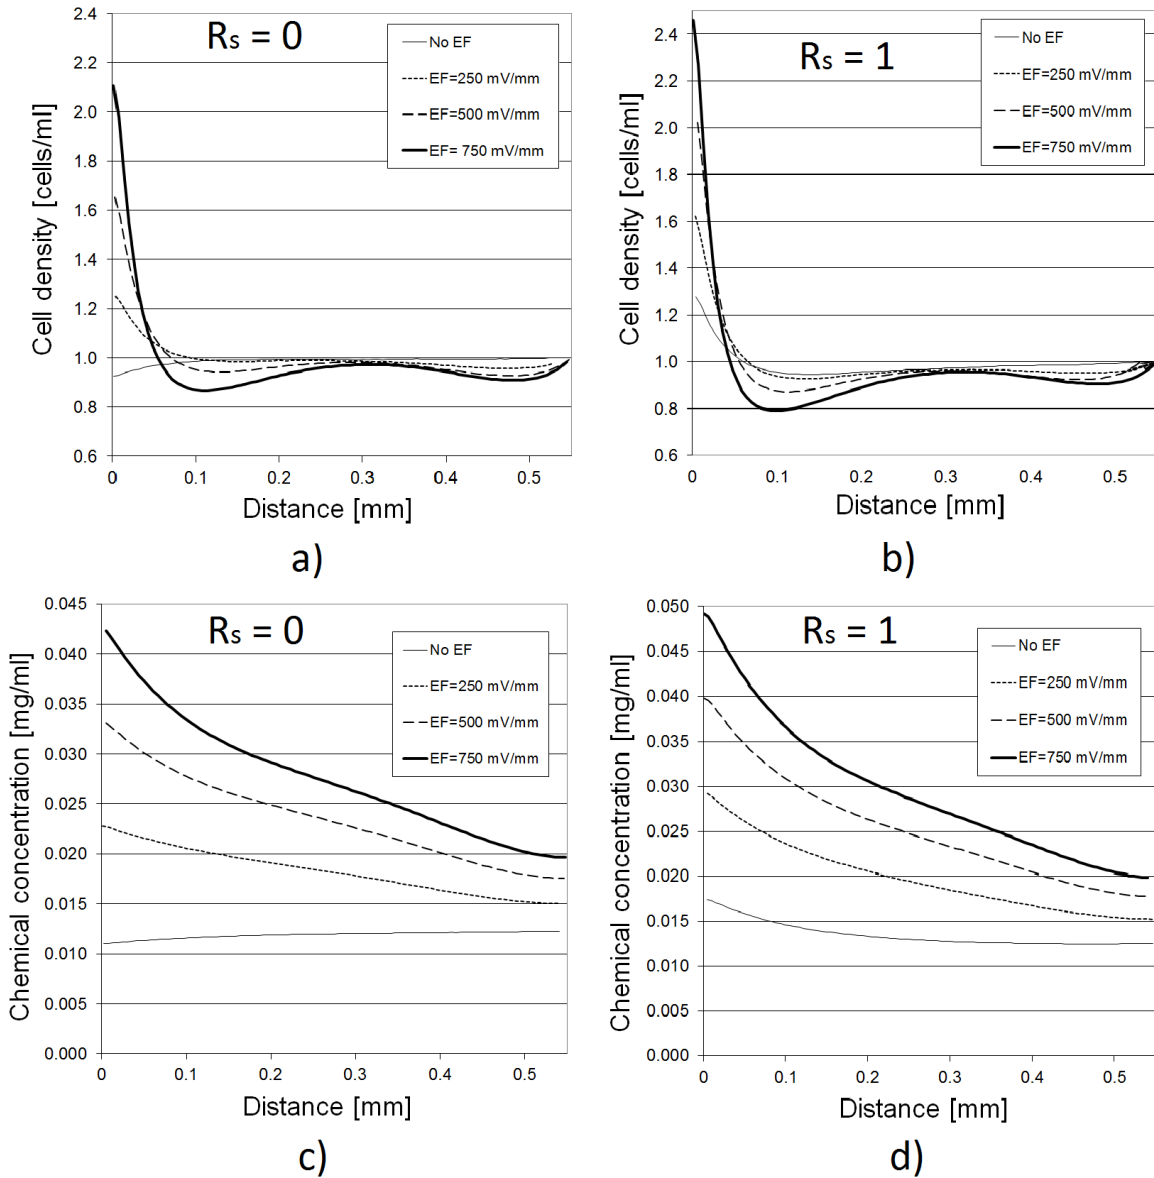 Rs = 0
No EF
EF=250 mV/mm
EF=500 mV/mm
EF= 750 mV/mm
Cell density [cells/ml]
2.4
2.2
2.0
1.8
1.6
1.4
1.2
1.0
0.8
0.6
0
0.1
0.2
0.3
0.4
0.5
Distance [mm]
a)
Rs = 1
No EF
EF=250 mV/mm
EF=500 mV/mm
EF=750 mV/mm
Cell density [cells/ml]
2.4
2.2
2.0
1.8
1.6
1.4
1.2
1.0
0.8
0.6
0
0.1
0.2
0.3
0.4
0.5
Distance [mm]
b)
Rs = 0
No EF
EF=250 mV/mm
EF=500 mV/mm
EF=750 mV/mm
Chemical concentration [mg/ml]
0.045
0.040
0.035
0.030
0.025
0.020
0.015
0.010
0.005
0.000
0
0.1
0.2
0.3
0.4
0.5
Distance [mm]
c)
Rs = 1
No EF
EF=250 mV/mm
EF=500 mV/mm
EF=750 mV/mm
Chemical concentration [mg/ml]
0.050
0.045
0.040
0.035
0.030
0.025
0.020
0.015
0.010
0.005
0.000
0
0.1
0.2
0.3
0.4
0.5
Distance [mm]
d)